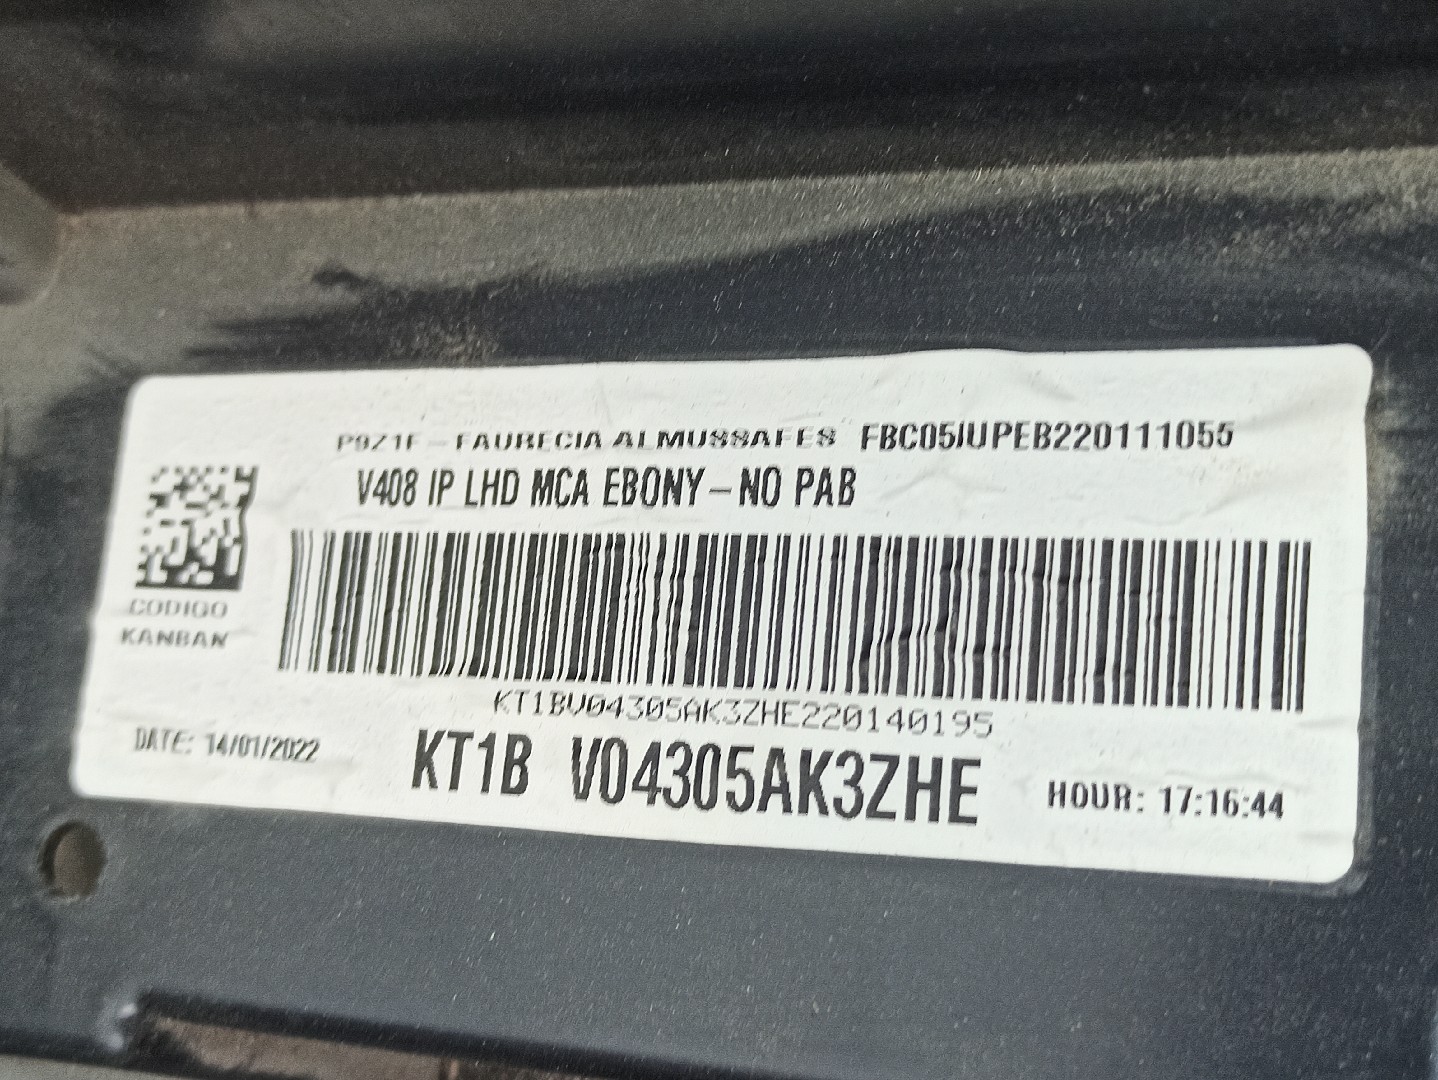 P9Z1F - FAURECIA ALMUSSAFES FBC05IUPEB220111055
V408 IP LHD MCA EBONY - NO PAB
CODIGO
KANBAN
KT1BV04305AK3ZHE220140195
DATE: 14/01/2022 KT1B V04305AK3ZHE HOUR: 17:16:44